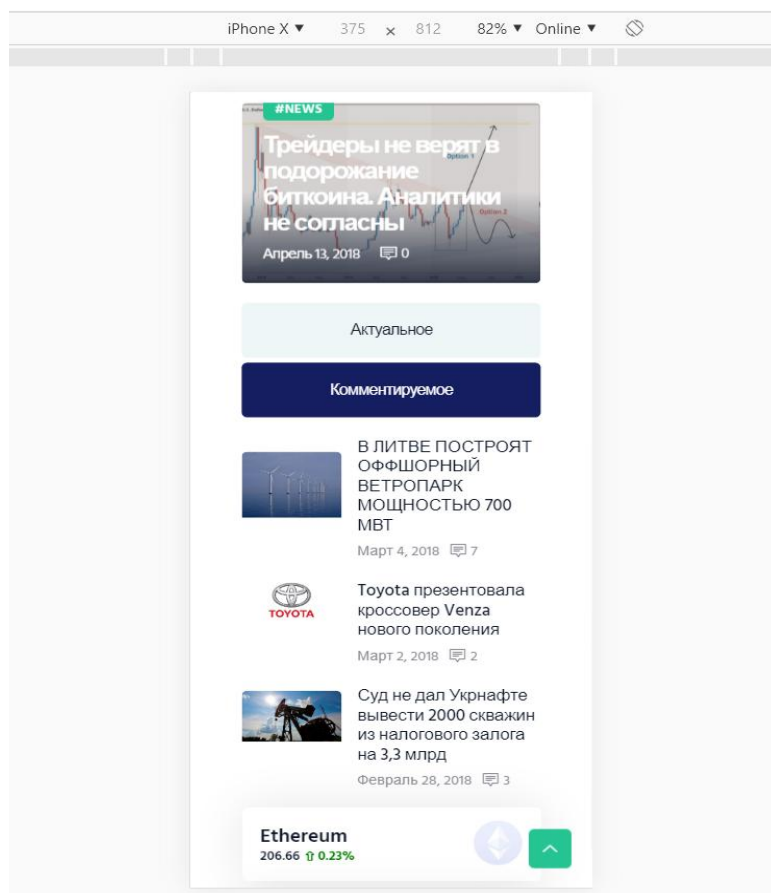 iPhone X ▼ 375 × 812 82% ▼ Online ▼
#NEWS
Трейдеры не верят в
подорожание
биткоина. Аналитики
не согласны
Option 1
Option 2
Апрель 13, 2018 0
Актуальное
Комментируемое
В ЛИТВЕ ПОСТРОЯТ
ОФФШОРНЫЙ
ВЕТРОПАРК
МОЩНОСТЬЮ 700
МВТ
Март 4, 2018 7
TOYOTA
Toyota презентовала
кроссовер Venza
нового поколения
Март 2, 2018 2
Суд не дал Укрнафте
вывести 2000 скважин
из налогового залога
на 3,3 млрд
Февраль 28, 2018 3
Ethereum
206.66 ⇧ 0.23%